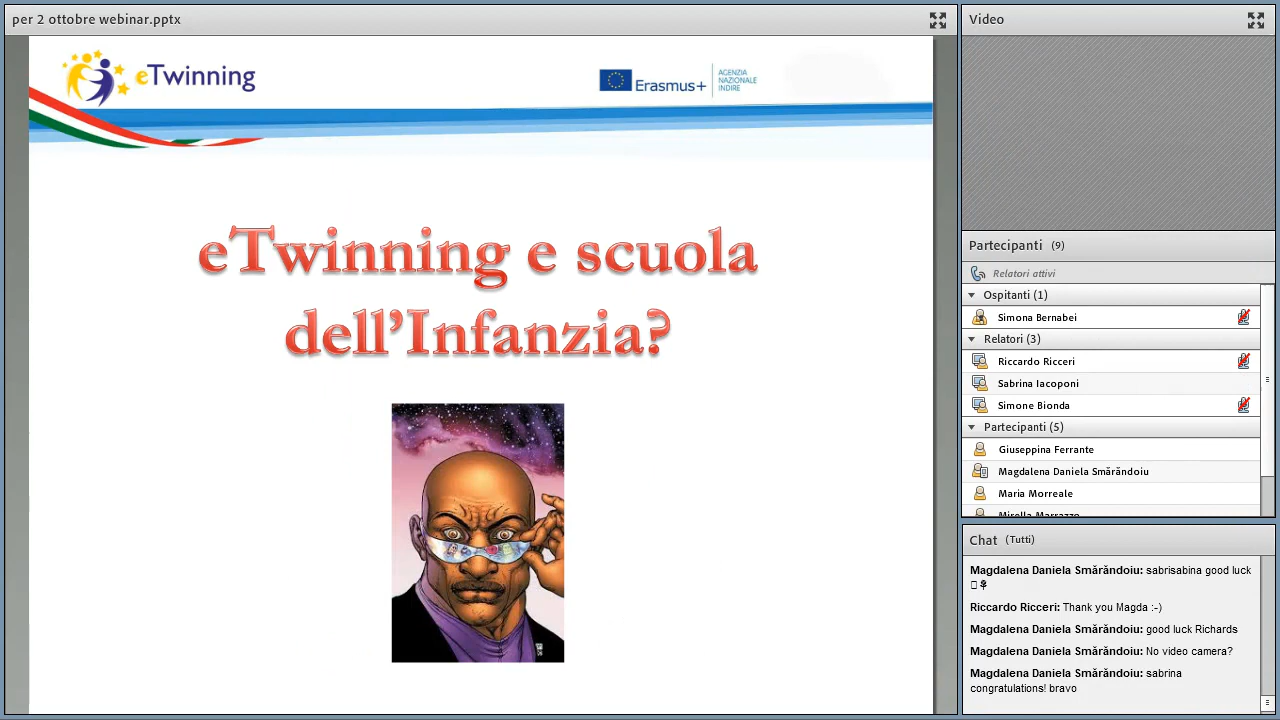 per 2 ottobre webinar.pptx
eTwinning
Erasmus+
AGENZIA
NAZIONALE
INDIRE
eTwinning e scuola
dell’Infanzia?
Video
Partecipanti (9)
Relatori attivi
Ospitanti (1)
Simona Bernabei
Relatori (3)
Riccardo Ricceri
Sabrina Iacoponi
Simone Bionda
Partecipanti (5)
Giuseppina Ferrante
Magdalena Daniela Smărăndoiu
Maria Morreale
Mirella Marrazzo
Chat (Tutti)
Magdalena Daniela Smărăndoiu: sabrisabina good luck
Riccardo Ricceri: Thank you Magda :-)
Magdalena Daniela Smărăndoiu: good luck Richards
Magdalena Daniela Smărăndoiu: No video camera?
Magdalena Daniela Smărăndoiu: sabrina
congratulations! bravo